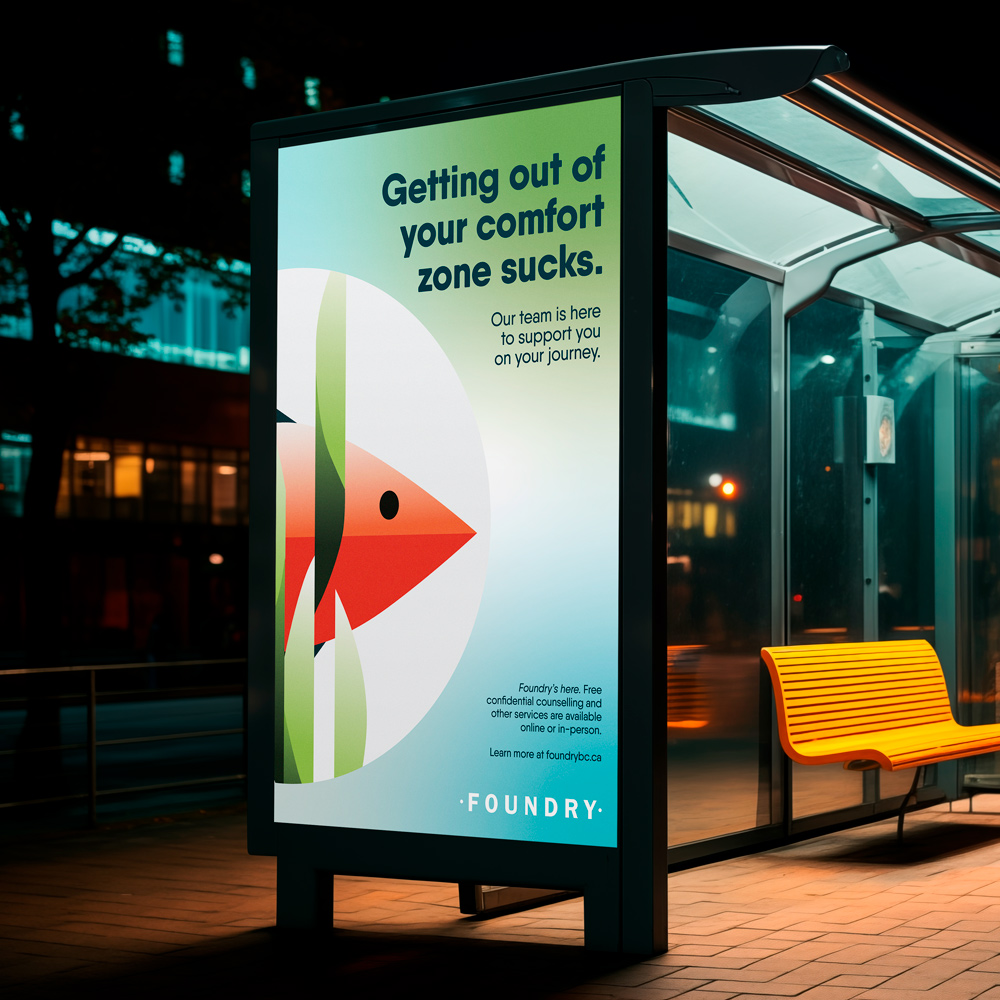 Getting out of
your comfort
zone sucks.
Our team is here
to support you
on your journey.
Foundry's here. Free
confidential counselling and
other services are available
online or in-person.
Learn more at foundrybc.ca
·FOUNDRY·